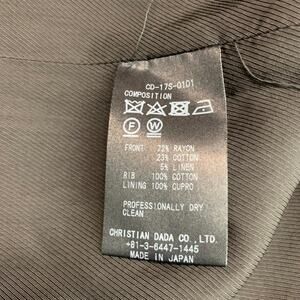 CD-17S-0101
COMPOSITION
F W
FRONT 72% RAYON
23% COTTON
5% LINEN
RIB 100% COTTON
LINING 100% CUPRO
PROFESSIONALLY DRY
CLEAN
CHRISTIAN DADA CO., LTD.
+81-3-6447-1445
MADE IN JAPAN